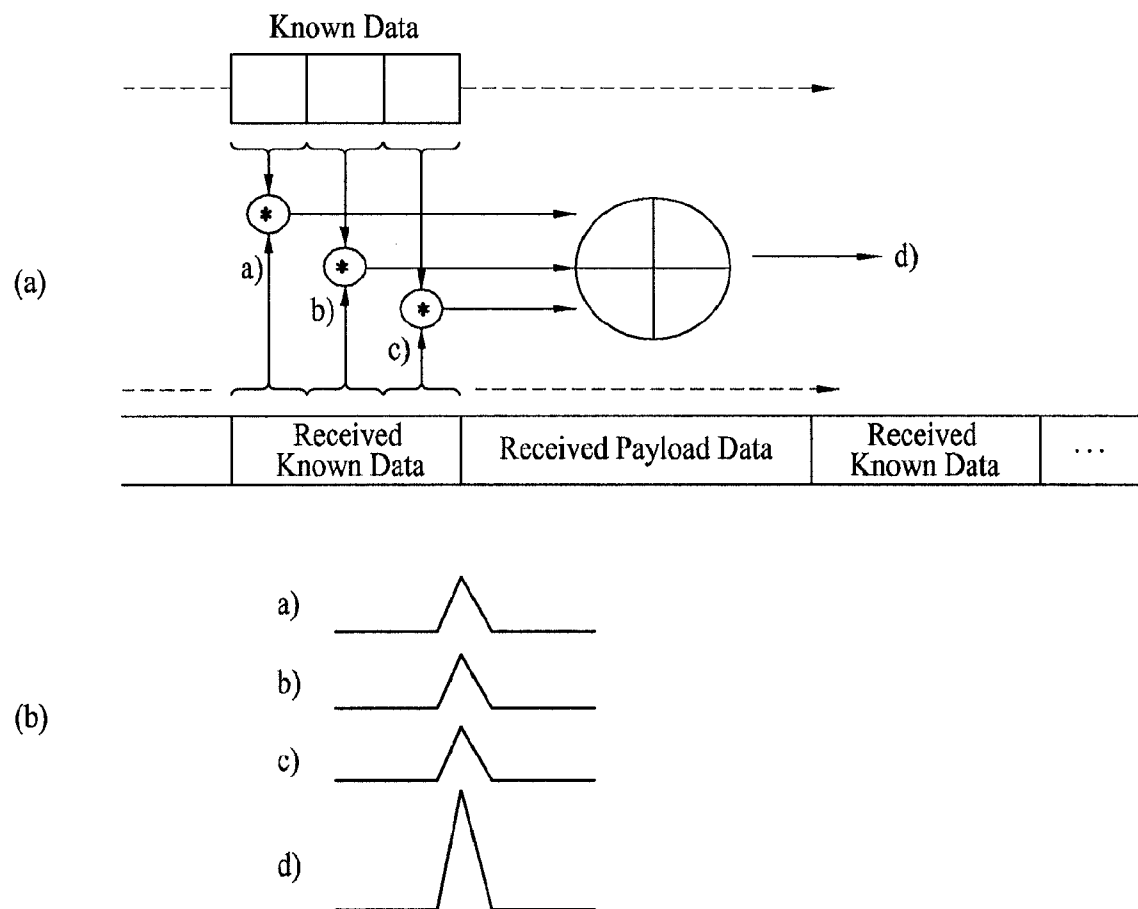 Known Data
*
a)
*
b)
*
c)
d)
(a)
Received
Known Data
Received Payload Data
Received
Known Data
...
a)
b)
(b)
c)
d)